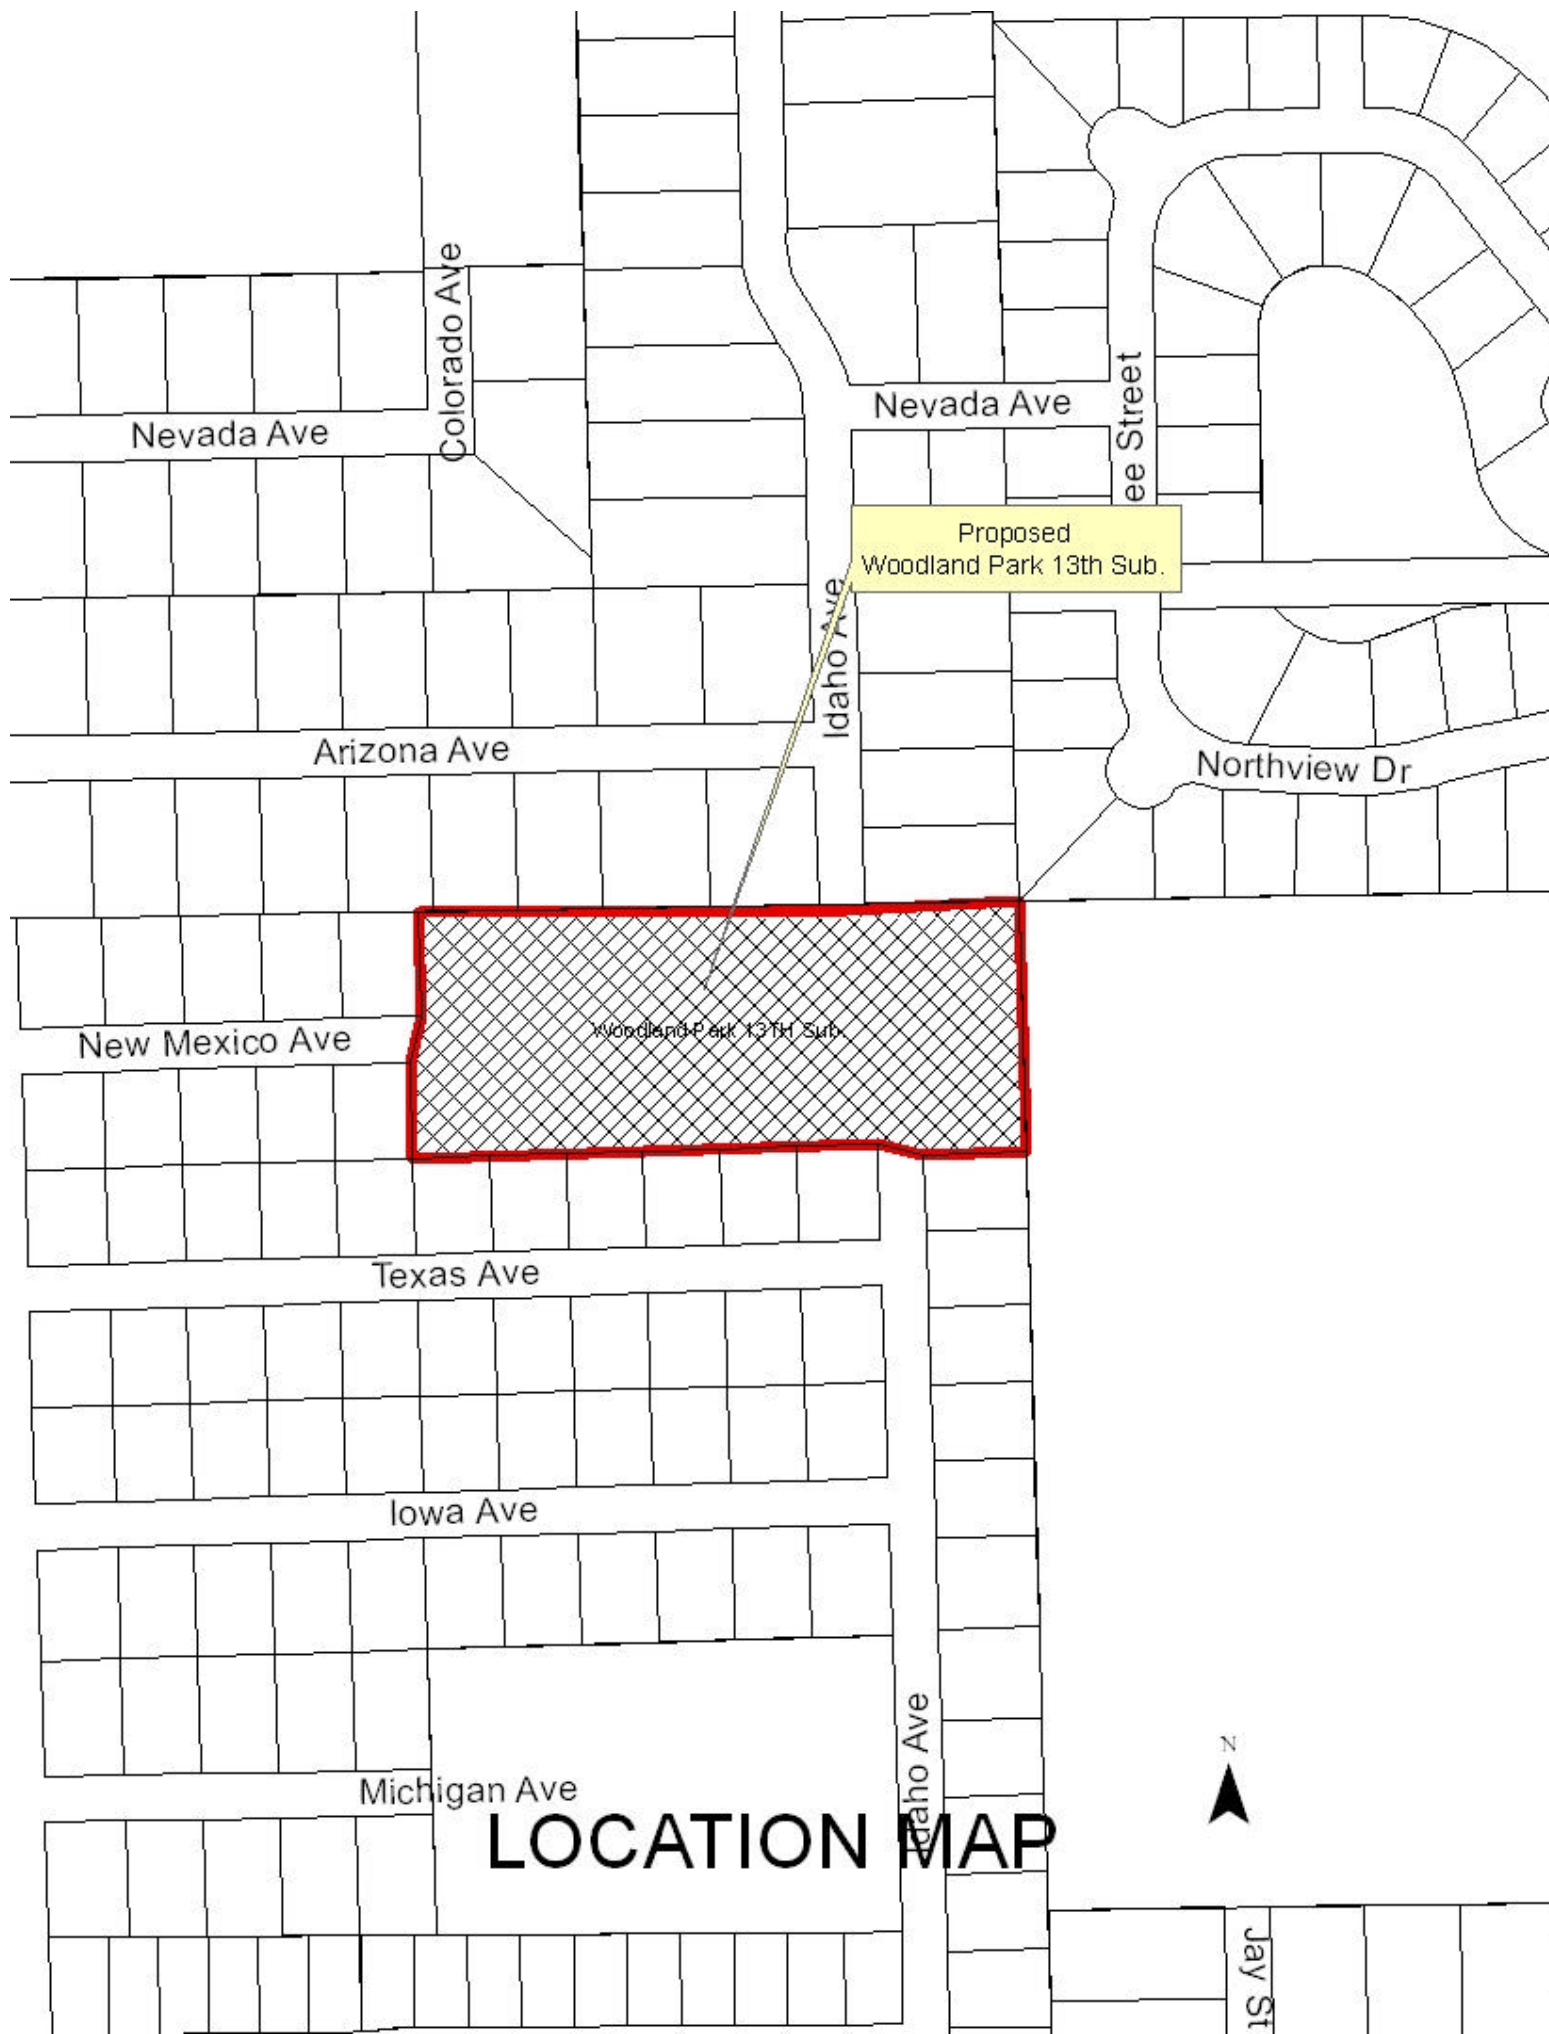 Colorado Ave
Nevada Ave
Nevada Ave
ee Street
Proposed
Woodland Park 13th Sub.
Idaho Ave
Arizona Ave
Northview Dr
New Mexico Ave
Woodland Park 13TH Sub.
Texas Ave
Iowa Ave
Idaho Ave
N
Michigan Ave
LOCATION MAP
Jay St